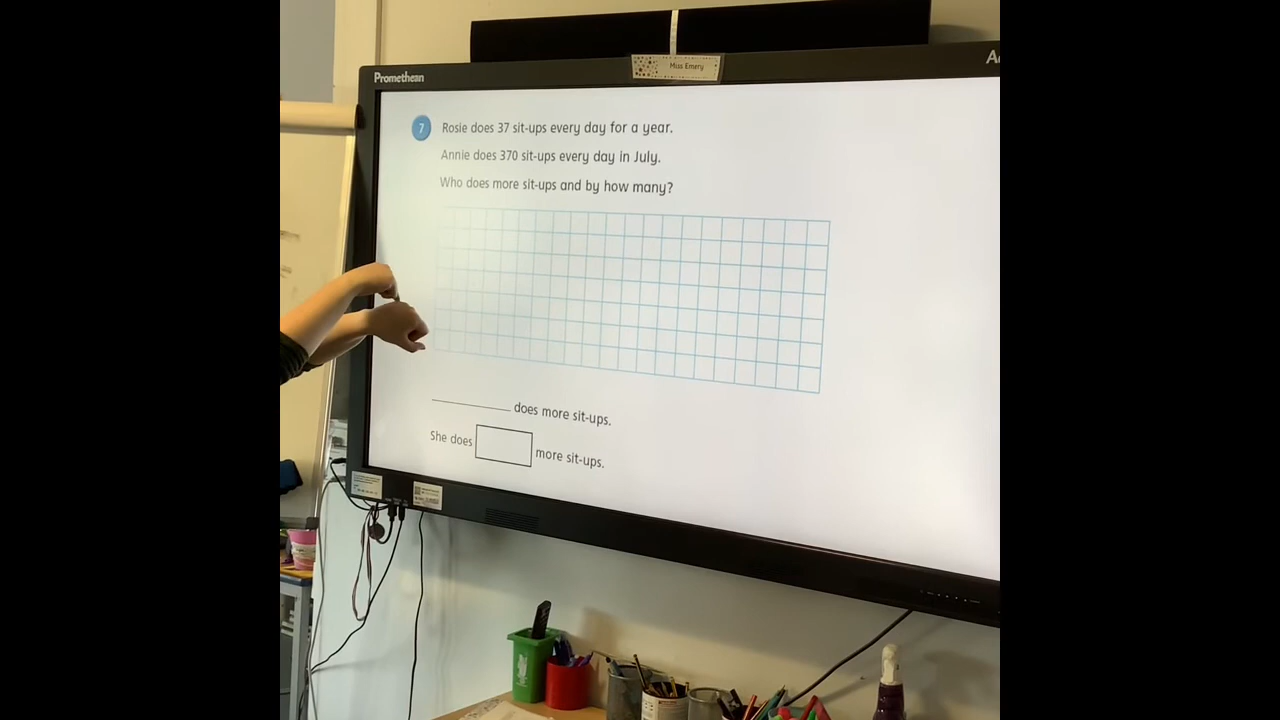 Miss Emery
Promethean
7 Rosie does 37 sit-ups every day for a year.
Annie does 370 sit-ups every day in July.
Who does more sit-ups and by how many?
does more sit-ups.
She does
more sit-ups.